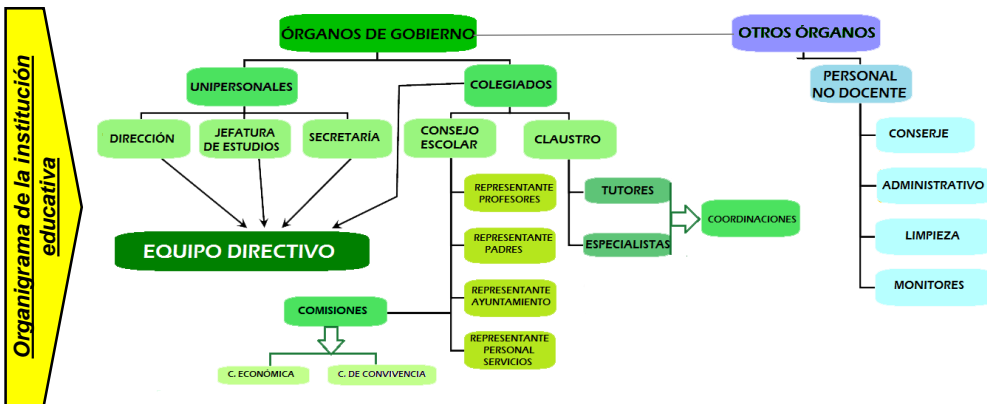 Organigrama de la institución
educativa
ÓRGANOS DE GOBIERNO
OTROS ÓRGANOS
UNIPERSONALES
COLEGIADOS
PERSONAL
NO DOCENTE
DIRECCIÓN
JEFATURA
DE ESTUDIOS
SECRETARÍA
CONSEJO
ESCOLAR
CLAUSTRO
CONSERJE
REPRESENTANTE
PROFESORES
TUTORES
ADMINISTRATIVO
COORDINACIONES
EQUIPO DIRECTIVO
REPRESENTANTE
PADRES
ESPECIALISTAS
LIMPIEZA
REPRESENTANTE
AYUNTAMIENTO
MONITORES
COMISIONES
REPRESENTANTE
PERSONAL
SERVICIOS
C. ECONÓMICA
C. DE CONVIVENCIA